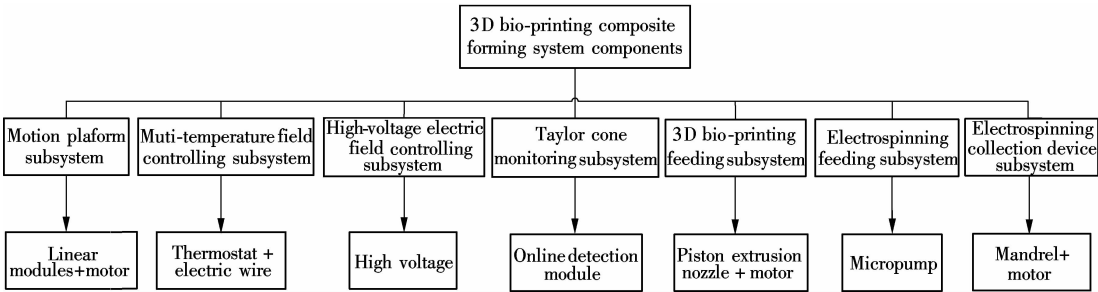 3D bio-printing composite
forming system components
Motion plaform
subsystem
Muti-temperature field
controlling subsystem
High-voltage electric
field controlling
subsystem
Taylor cone
monitoring subsystem
3D bio-printing
feeding subsystem
Electrospinning
feeding subsystem
Electrospinning
collection device
subsystem
Linear
modules+motor
Thermostat +
electric wire
High voltage
Online detection
module
Piston extrusion
nozzle + motor
Micropump
Mandrel+
motor